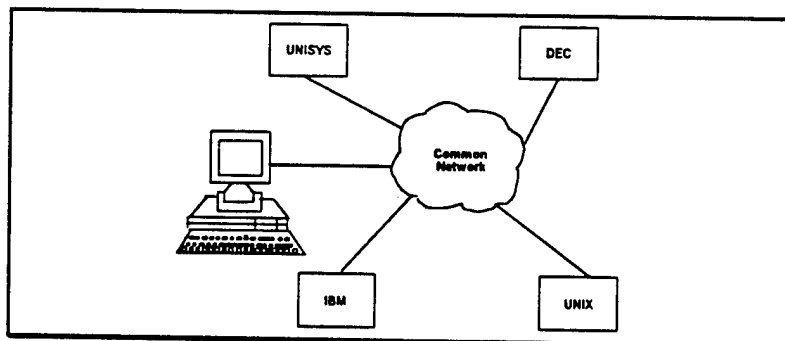 UNISYS
DEC
Common
Network
IBM
UNIX